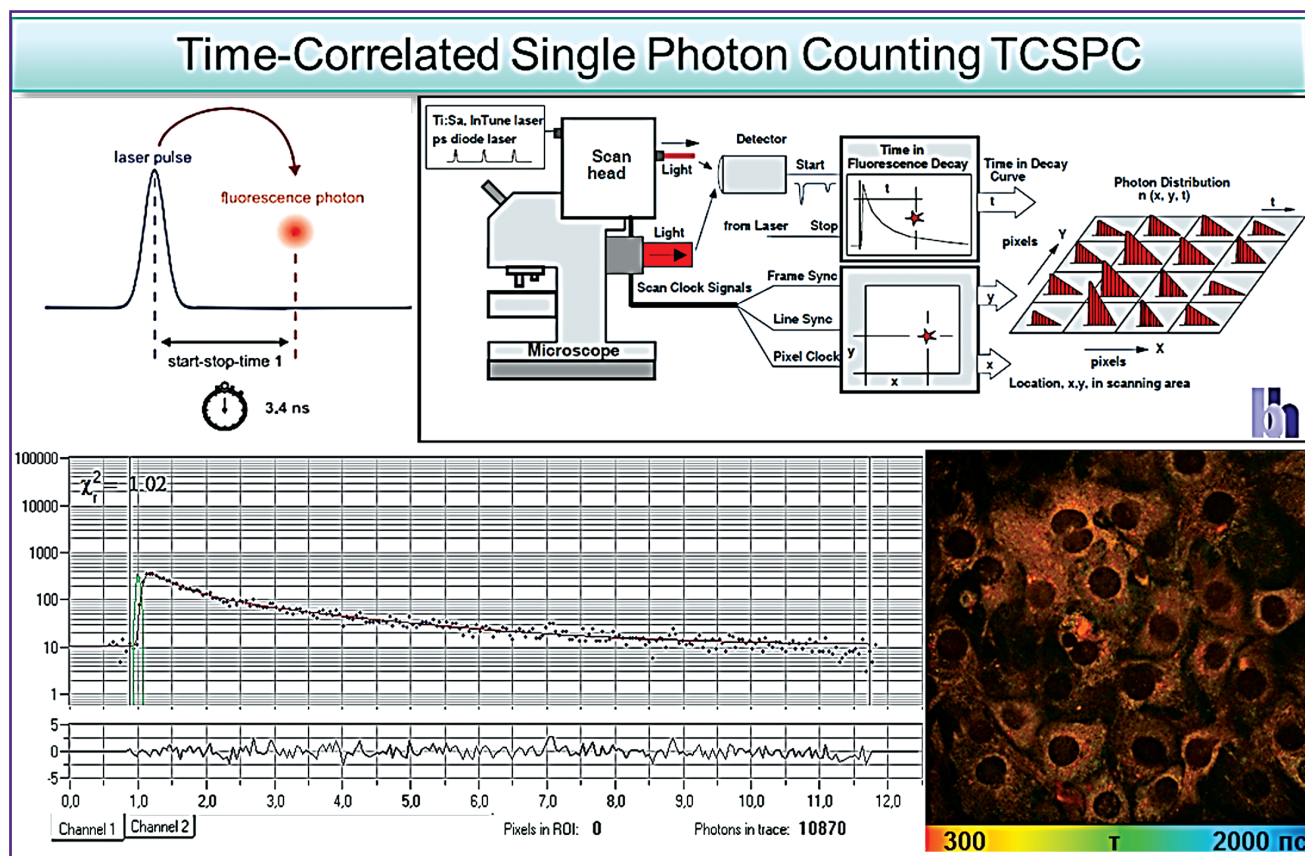 Time-Correlated Single Photon Counting TCSPC
laser pulse
fluorescence photon
start-stop-time 1
3.4 ns
Ti:Sa, InTune laser
ps diode laser
Scan
head
Light
Light
Microscope
Detector
Start
from Laser
Stop
Scan Clock Signals
Frame Sync
Line Sync
Pixel Clock
Time in
Fluorescence Decay
t
Time in Decay
Curve
t
y
x
y
x
Photon Distribution
n (x, y, t)
t
Y
pixels
pixels
X
Location, x,y, in scanning area
bh
100000
10000
1000
100
10
1
χr2= 1.02
5
0
-5
0,0 1,0 2,0 3,0 4,0 5,0 6,0 7,0 8,0 9,0 10,0 11,0 12,0
Channel 1 Channel 2
Pixels in ROI: 0 Photons in trace: 10870
300 τ 2000 пс